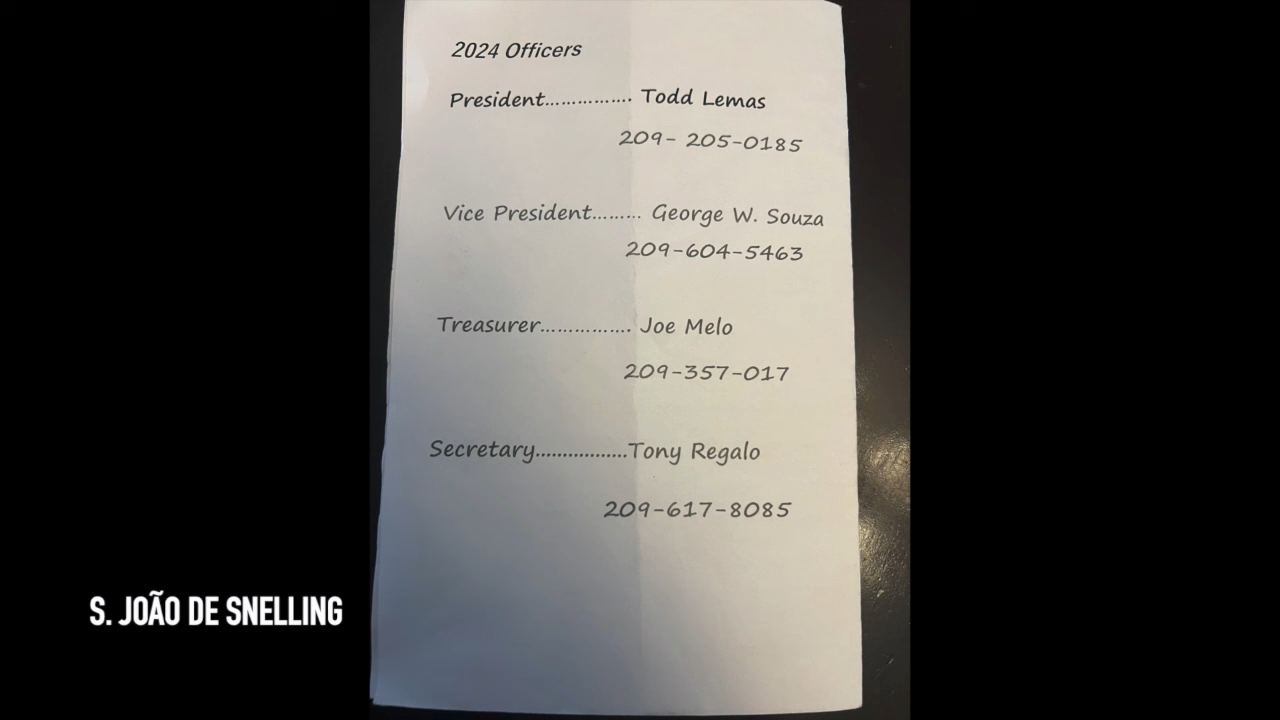 2024 Officers
President................ Todd Lemas
209- 205-0185
Vice President......... George W. Souza
209-604-5463
Treasurer................ Joe Melo
209-357-017
Secretary.................Tony Regalo
209-617-8085
S. JOÃO DE SNELLING